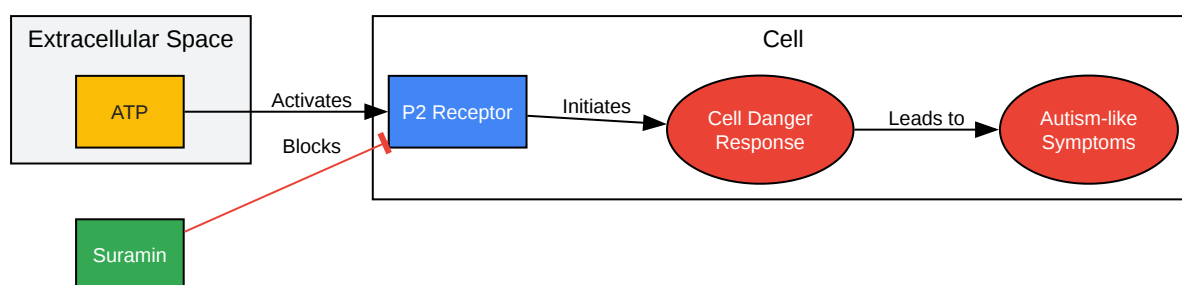 Extracellular Space
Cell
ATP
Activates
P2 Receptor
Initiates
Cell Danger
Response
Leads to
Autism-like
Symptoms
Blocks
Suramin